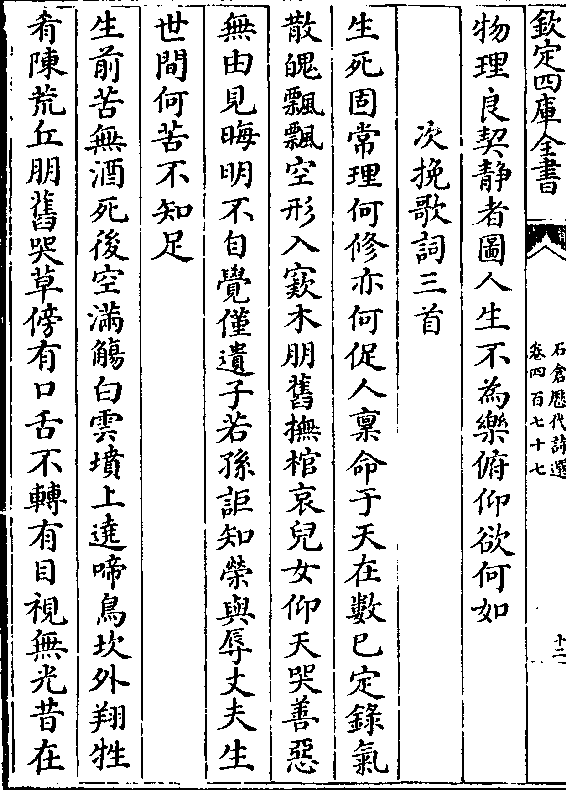 欽定四庫全書
石倉歷代詩選
卷四百七十七
十二
物理良契静者圖人生不為樂俯仰欲何如
次挽歌詞三首
生死固常理何修亦何促人禀命于天在數已定錄氣
散魄飄飄空形入窾木朋舊撫棺哀兒女仰天哭善惡
無由見晦明不自覺僅遺子若孫詎知榮與辱丈夫生
世間何苦不知足
生前苦無酒死後空滿觴白雲墳上遶啼鳥坎外翔牲
肴陳荒丘朋舊哭草傍有口舌不轉有目視無光昔在